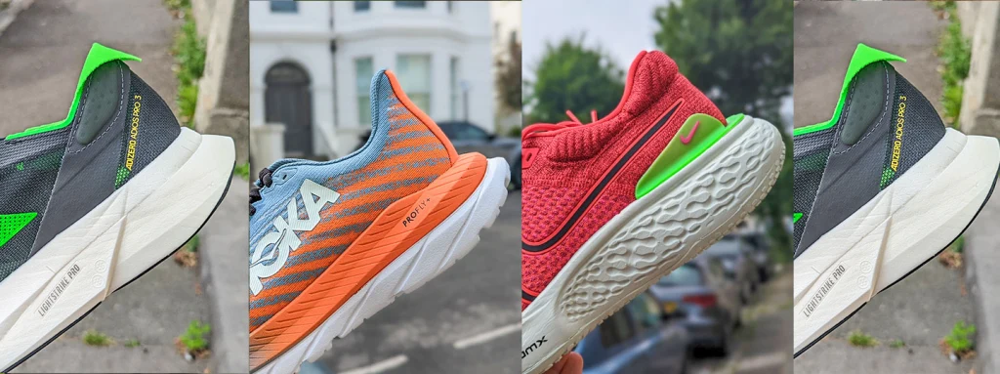 ADIZERO ADIOS PRO 3
LIGHTSTRIKE PRO
HOKA
PROFLY+
ADIZERO ADIOS PRO 3
LIGHTSTRIKE PRO